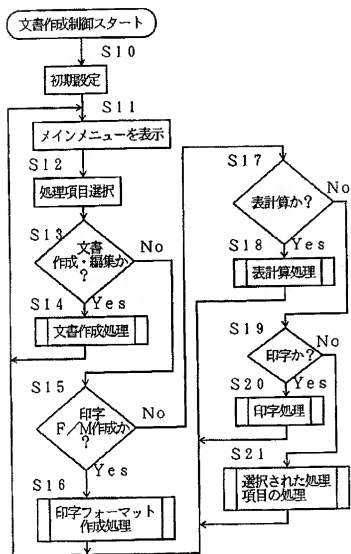 文書作成制御スタート
S10
初期設定
S11
メインメニューを表示
S12
処理項目選択
S13
文書
作成・編集か
?
No
Yes
S14
文書作成処理
S15
印字
F/M作成か
?
No
Yes
S16
印字フォーマット
作成処理
S17
表計算か?
No
Yes
S18
表計算処理
S19
印字か?
No
Yes
S20
印字処理
S21
選択された処理
項目の処理